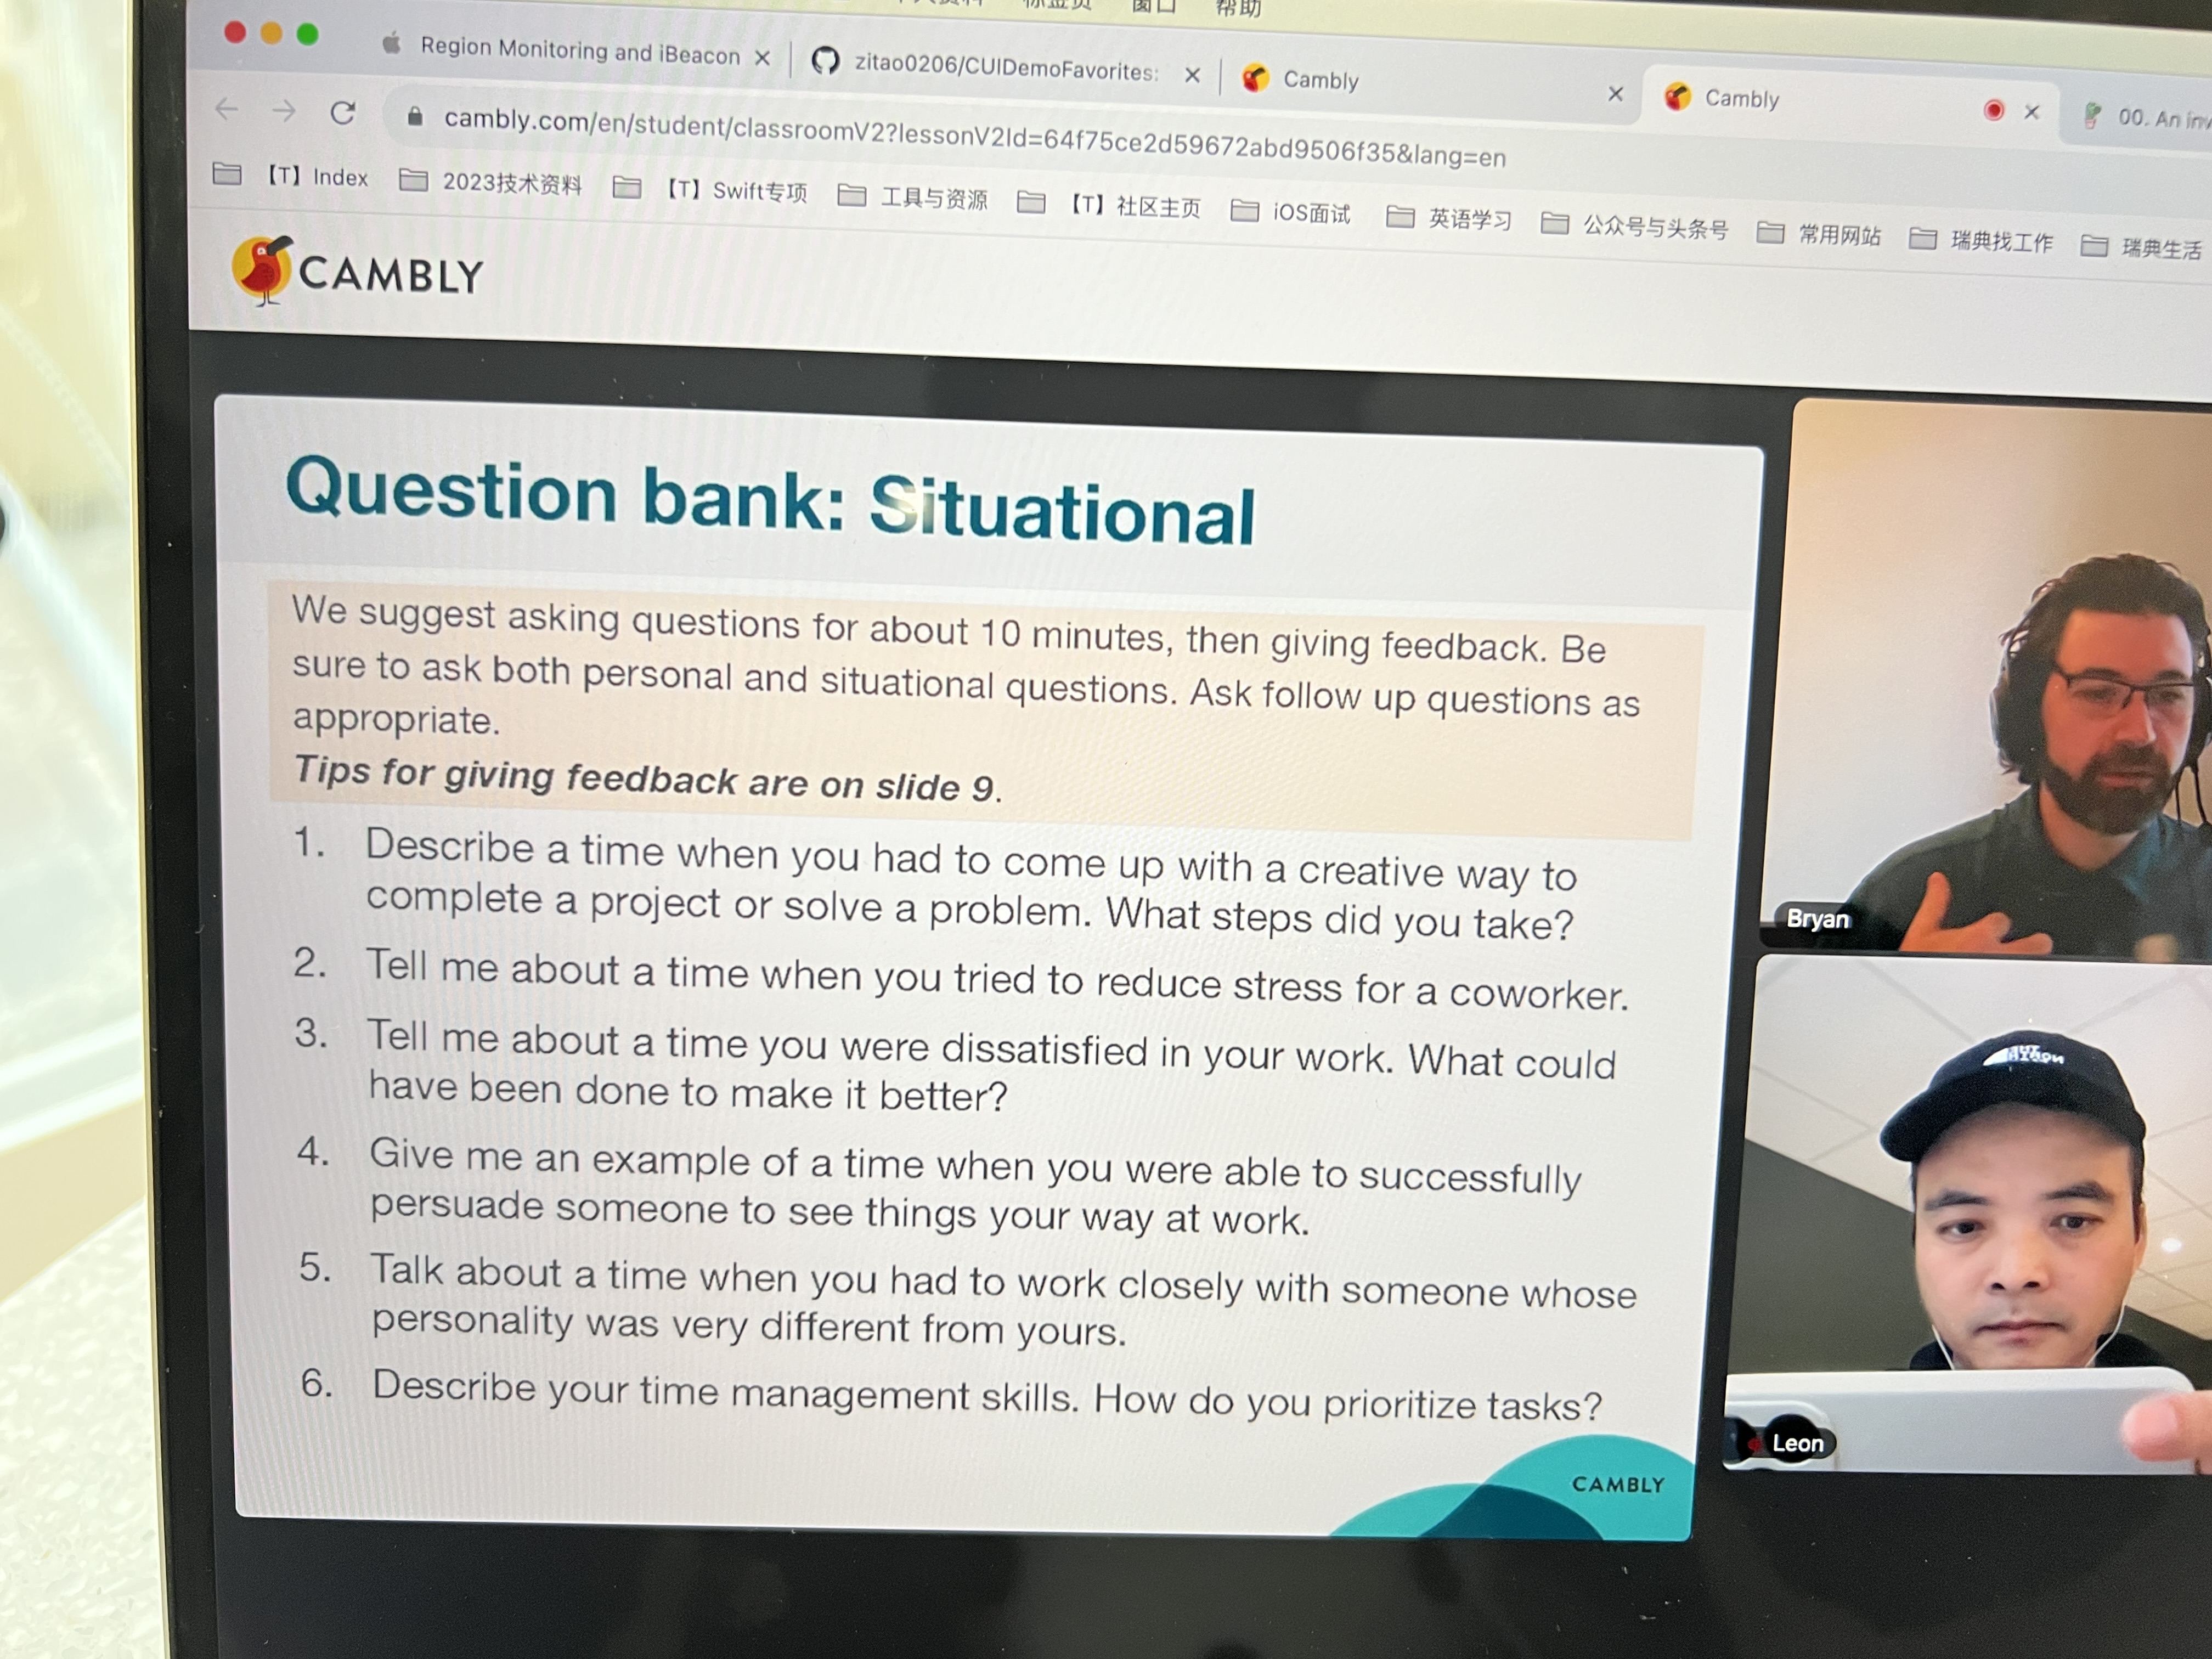 窗口 帮助
Region Monitoring and iBeacon
zitao0206/CUIDemoFavorites:
Cambly
Cambly
00. An inv
cambly.com/en/student/classroomV2?lessonV2Id=64f75ce2d59672abd9506f35&lang=en
【T】Index 2023技术资料 【T】Swift专项 工具与资源 【T】社区主页 iOS面试 英语学习 公众号与头条号 常用网站 瑞典找工作 瑞典生活
CAMBLY
Question bank: Situational
We suggest asking questions for about 10 minutes, then giving feedback. Be
sure to ask both personal and situational questions. Ask follow up questions as
appropriate.
Tips for giving feedback are on slide 9.
1. Describe a time when you had to come up with a creative way to
complete a project or solve a problem. What steps did you take?
2. Tell me about a time when you tried to reduce stress for a coworker.
3. Tell me about a time you were dissatisfied in your work. What could
have been done to make it better?
4. Give me an example of a time when you were able to successfully
persuade someone to see things your way at work.
5. Talk about a time when you had to work closely with someone whose
personality was very different from yours.
6. Describe your time management skills. How do you prioritize tasks?
CAMBLY
Bryan
Leon